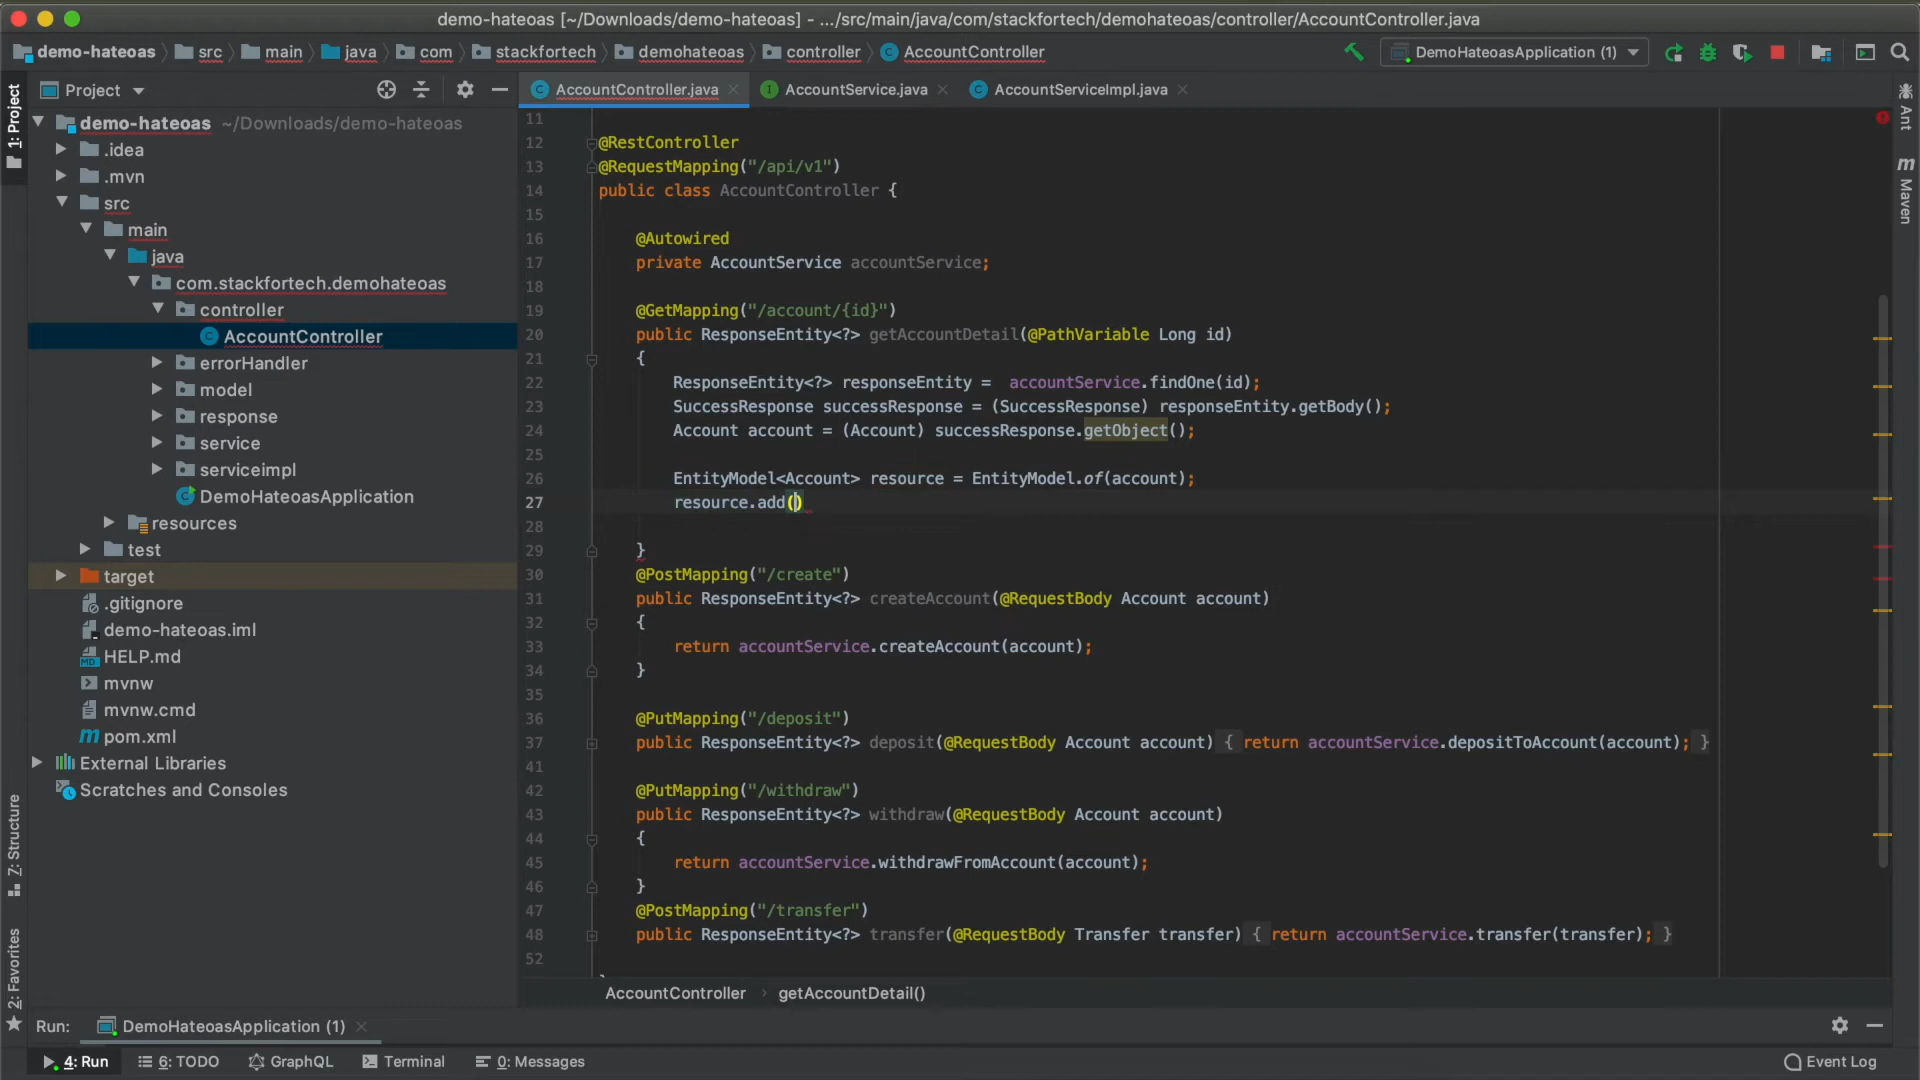 demo-hateoas [~/Downloads/demo-hateoas] - .../src/main/java/com/stackfortech/demohateoas/controller/AccountController.java
demo-hateoas src main java com stackfortech demohateoas controller AccountController DemoHateoasApplication (1)
Project
AccountController.java AccountService.java AccountServiceImpl.java
1: Project
Z: Structure
2: Favorites
Ant
Maven
demo-hateoas ~/Downloads/demo-hateoas
.idea
.mvn
src
main
java
com.stackfortech.demohateoas
controller
AccountController
errorHandler
model
response
service
serviceimpl
DemoHateoasApplication
resources
test
target
.gitignore
demo-hateoas.iml
HELP.md
mvnw
mvnw.cmd
pom.xml
External Libraries
Scratches and Consoles
11
12 @RestController
13 @RequestMapping("/api/v1")
14 public class AccountController {
15
16 @Autowired
17 private AccountService accountService;
18
19 @GetMapping("/account/{id}")
20 public ResponseEntity<?> getAccountDetail(@PathVariable Long id)
21 {
22 ResponseEntity<?> responseEntity = accountService.findOne(id);
23 SuccessResponse successResponse = (SuccessResponse) responseEntity.getBody();
24 Account account = (Account) successResponse.getObject();
25
26 EntityModel<Account> resource = EntityModel.of(account);
27 resource.add()
28
29 }
30 @PostMapping("/create")
31 public ResponseEntity<?> createAccount(@RequestBody Account account)
32 {
33 return accountService.createAccount(account);
34 }
35
36 @PutMapping("/deposit")
37 public ResponseEntity<?> deposit(@RequestBody Account account) { return accountService.depositToAccount(account); }
41
42 @PutMapping("/withdraw")
43 public ResponseEntity<?> withdraw(@RequestBody Account account)
44 {
45 return accountService.withdrawFromAccount(account);
46 }
47 @PostMapping("/transfer")
48 public ResponseEntity<?> transfer(@RequestBody Transfer transfer) { return accountService.transfer(transfer); }
52
AccountController › getAccountDetail()
Run: DemoHateoasApplication (1)
4: Run 6: TODO GraphQL Terminal 0: Messages Event Log